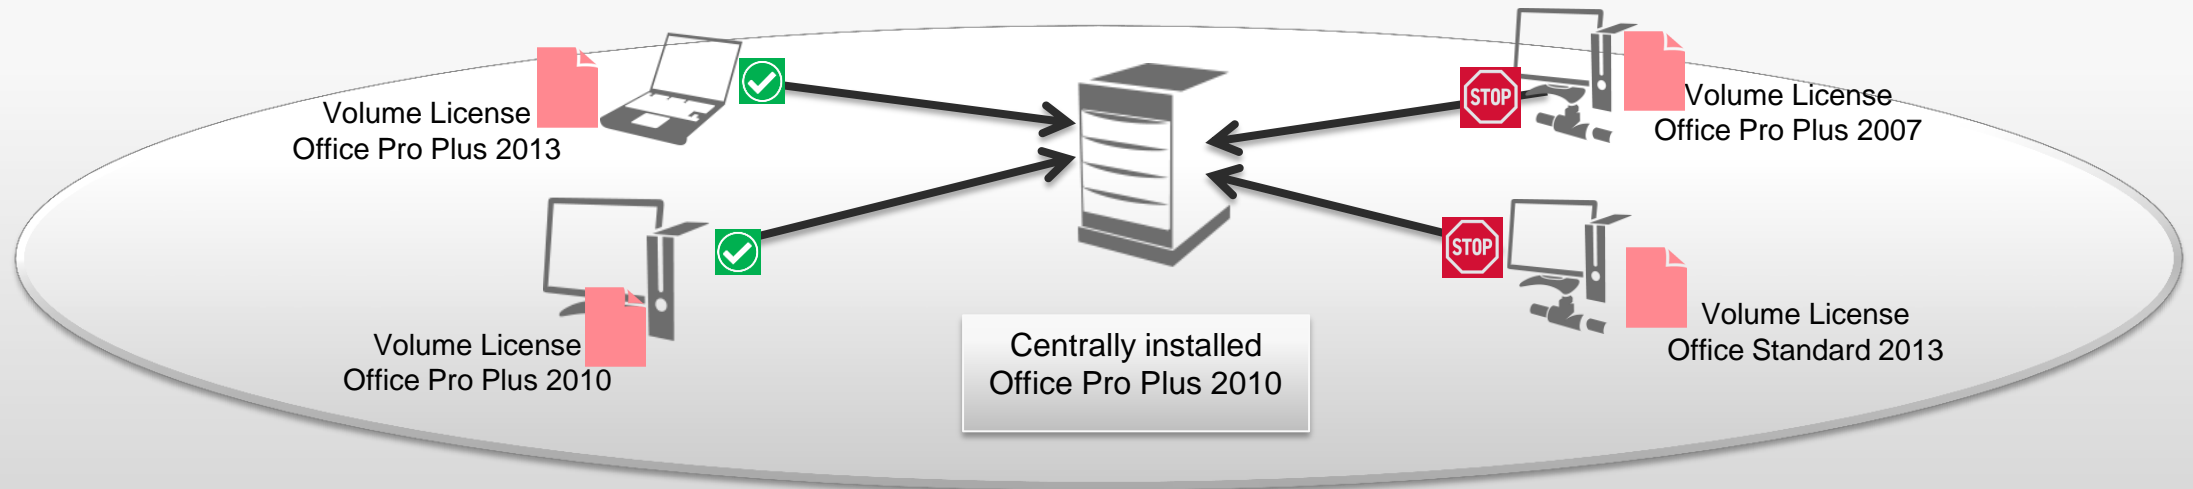 Volume License
Office Pro Plus 2013
STOP
Volume License
Office Pro Plus 2007
Volume License
Office Pro Plus 2010
Centrally installed
Office Pro Plus 2010
STOP
Volume License
Office Standard 2013